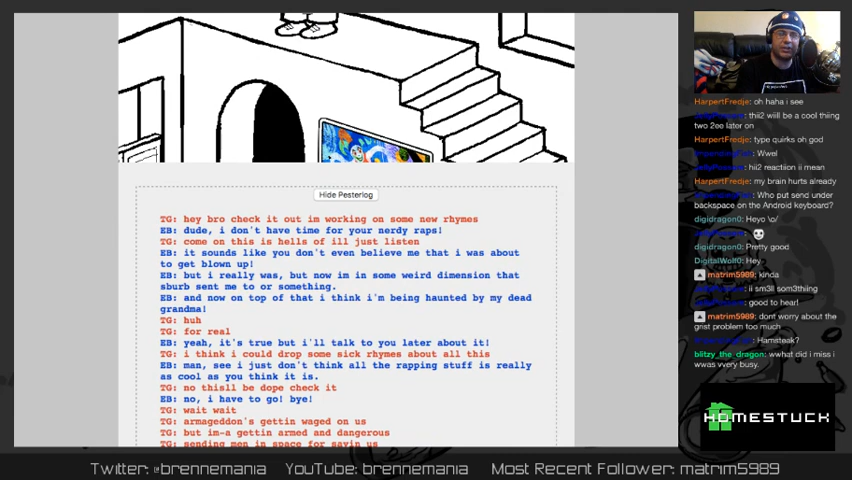 Hide Pesterlog
TG: hey bro check it out im working on some new rhymes
EB: dude, i don't have time for your nerdy raps!
TG: come on this is hells of ill just listen
EB: it sounds like you don't even believe me that i was about
to get blown up!
EB: but i really was, but now im in some weird dimension that
sburb sent me to or something.
EB: and now on top of that i think i'm being haunted by my dead
grandma!
TG: huh
TG: for real
EB: yeah, it's true but i'll talk to you later about it!
TG: i think i could drop some sick rhymes about all this
EB: man, see i just don't think all the rapping stuff is really
as cool as you think it is.
TG: no thisll be dope check it
EB: no, i have to go! bye!
TG: wait wait
TG: armageddon's gettin waged on us
TG: but im-a gettin armed and dangerous
TG: sending men in space for savin us
HarpertFredje: oh haha i see
thii2 wiill be a cool thiing
two 2ee later on
HarpertFredje: type quirks oh god
Wwel
hii2 reactiion ii mean
HarpertFredje: my brain hurts already
Who put send under
backspace on the Android keyboard?
digidragon0: Heyo \o/
digidragon0: Pretty good
DigitalWolf0: Hey.
matrim5989: kinda
ii sm3ll som3thiing
good to hear!
matrim5989: dont worry about the
grist problem too much
Hamisteak?
blitzy_the_dragon: wwhat did i miss i
wwas vvery busy.
HOMESTUCK
Twitter: @brennemania YouTube: brennemania Most Recent Follower: matrim5989